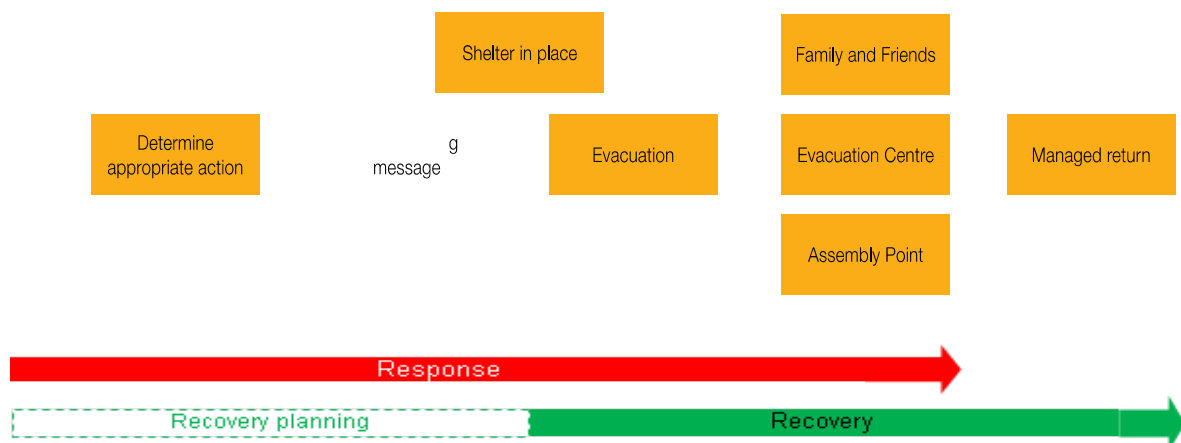 Shelter in place
Family and Friends
Determine
appropriate action
g
message
Evacuation
Evacuation Centre
Managed return
Assembly Point
Response
Recovery planning
Recovery